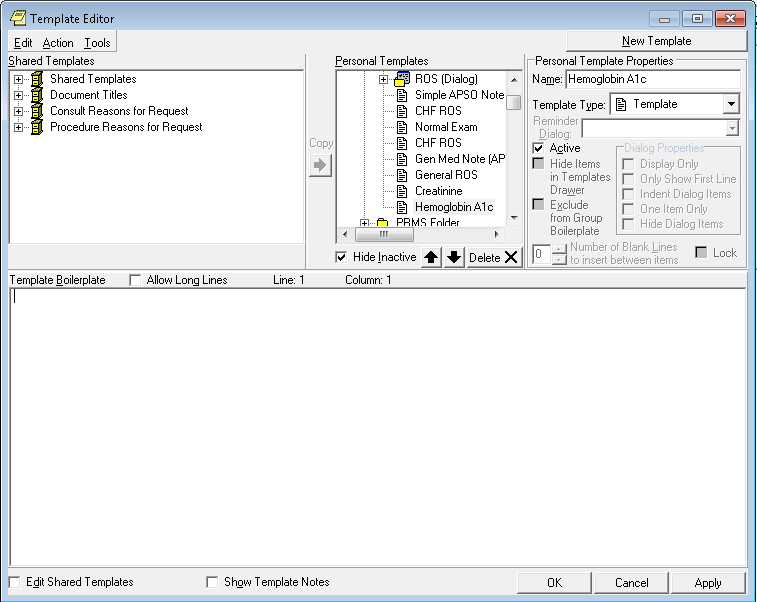 Template Editor
Edit Action Tools
New Template
Shared Templates
Shared Templates
Document Titles
Consult Reasons for Request
Procedure Reasons for Request
Copy
Personal Templates
ROS (Dialog)
Simple APSO Note
CHF ROS
Normal Exam
CHF ROS
Gen Med Note (AP
General ROS
Creatinine
Hemoglobin A1c
PBMS Folder
Hide Inactive
Delete
Personal Template Properties
Name: Hemoglobin A1c
Template Type: Template
Reminder
Dialog:
Active
Hide Items
in Templates
Drawer
Exclude
from Group
Boilerplate
Dialog Properties
Display Only
Only Show First Line
Indent Dialog Items
One Item Only
Hide Dialog Items
0
Number of Blank Lines
to insert between items
Lock
Template Boilerplate Allow Long Lines Line: 1 Column: 1
Edit Shared Templates Show Template Notes OK Cancel Apply